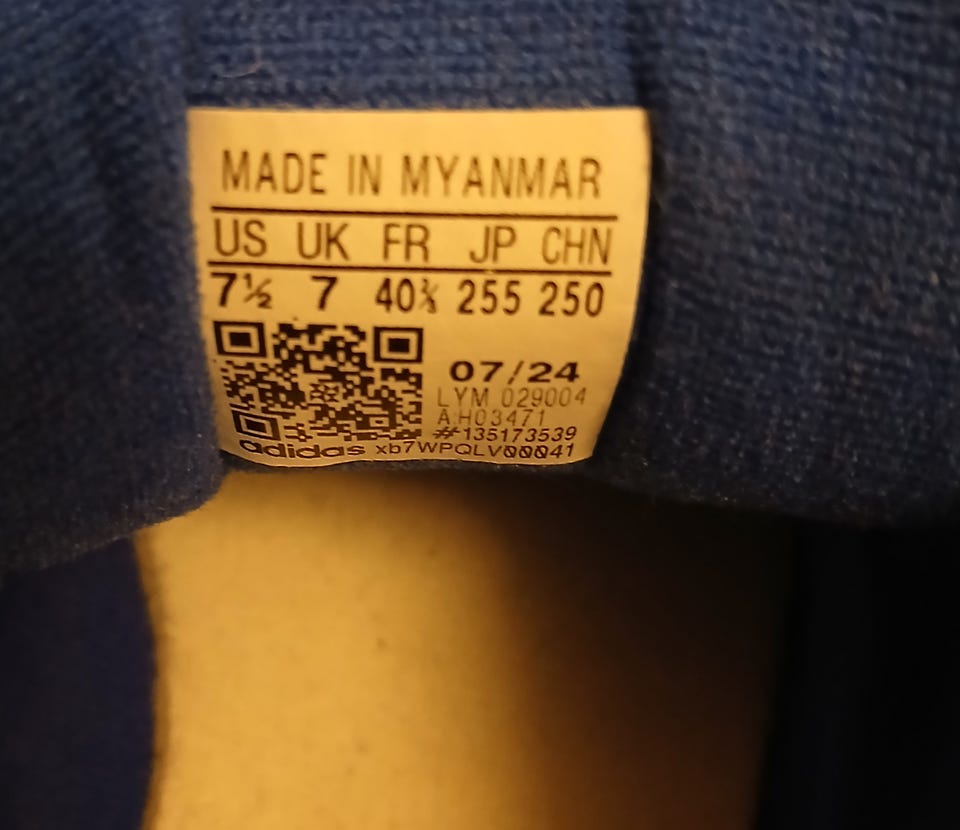 MADE IN MYANMAR
US UK FR JP CHN
7½ 7 40⅔ 255 250
07/24
LYM 029004
AH03471
#135173539
adidas xb7WPQLV00041